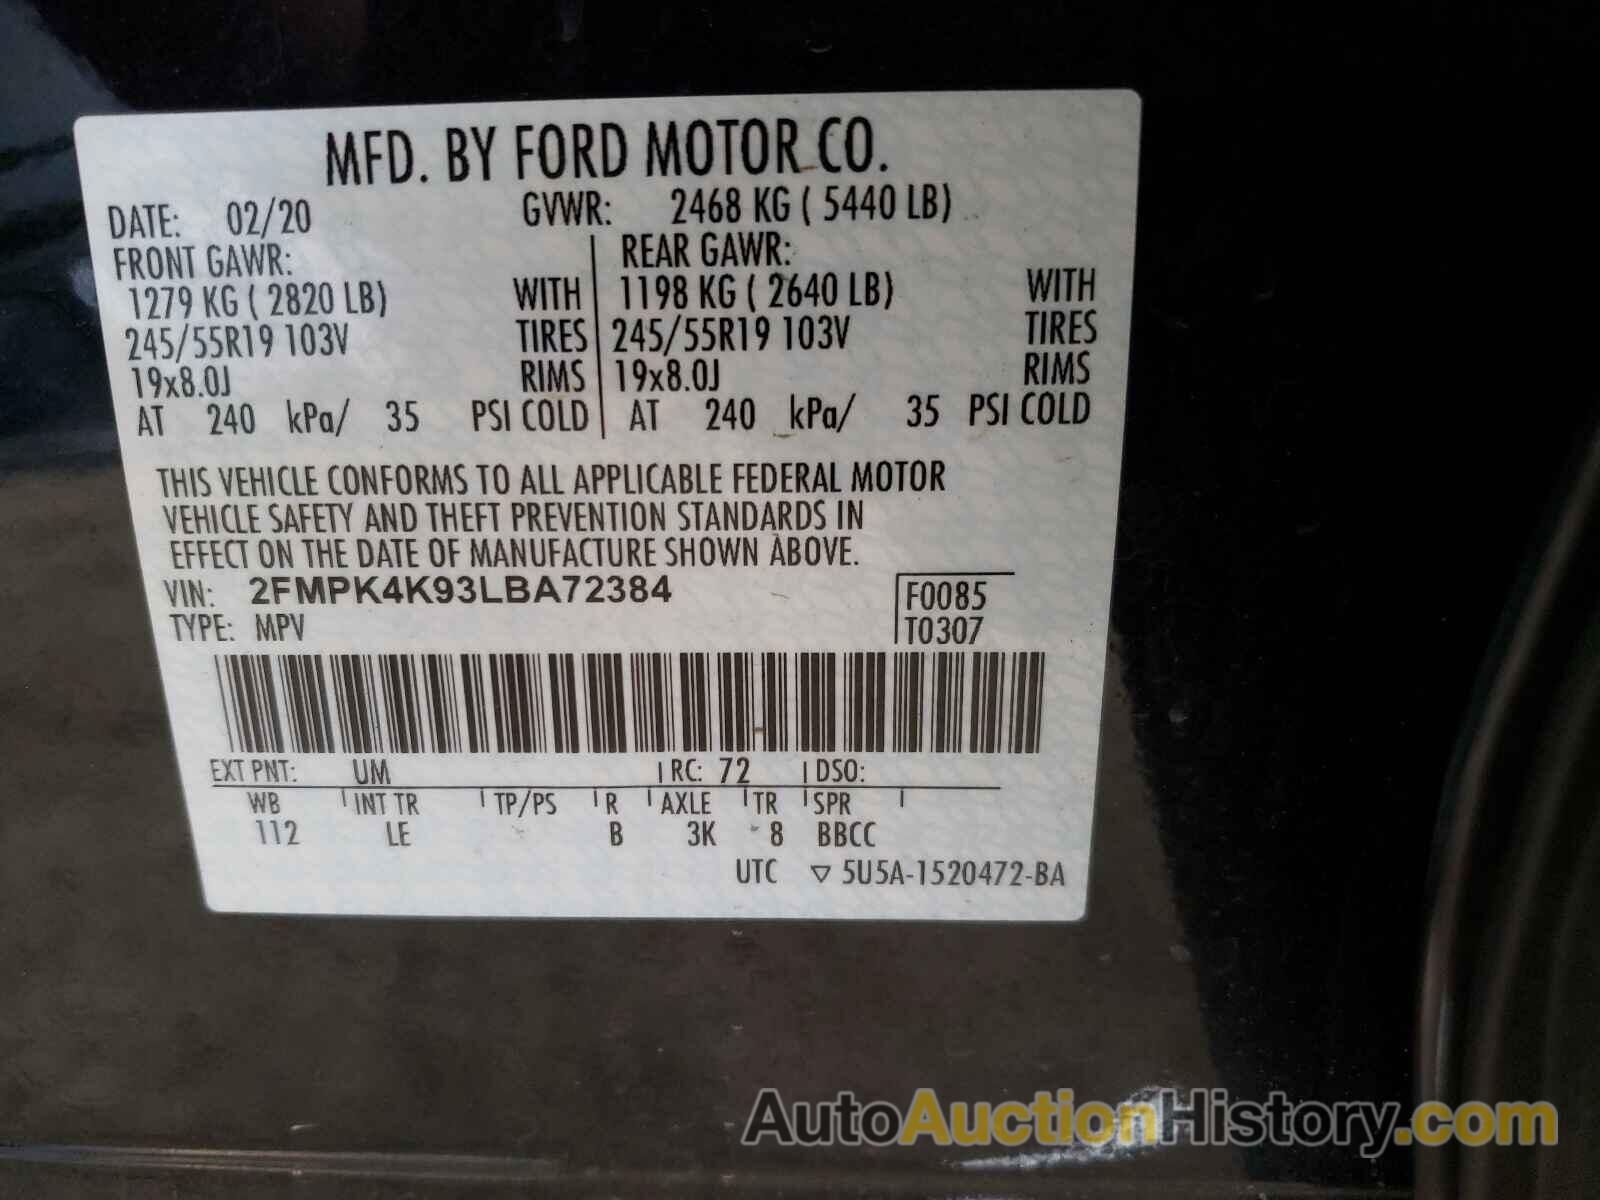 MFD. BY FORD MOTOR CO.
DATE: 02/20 GVWR: 2468 KG ( 5440 LB)
FRONT GAWR: REAR GAWR:
1279 KG ( 2820 LB) WITH 1198 KG ( 2640 LB) WITH
245/55R19 103V TIRES 245/55R19 103V TIRES
19x8.0J RIMS 19x8.0J RIMS
AT 240 kPa/ 35 PSI COLD AT 240 kPa/ 35 PSI COLD
THIS VEHICLE CONFORMS TO ALL APPLICABLE FEDERAL MOTOR
VEHICLE SAFETY AND THEFT PREVENTION STANDARDS IN
EFFECT ON THE DATE OF MANUFACTURE SHOWN ABOVE.
VIN: 2FMPK4K93LBA72384 F0085
TYPE: MPV T0307
EXT PNT: UM RC: 72 DSO:
WB INT TR TP/PS R AXLE TR SPR
112 LE B 3K 8 BBCC
UTC ▽ 5U5A-1520472-BA
AutoAuctionHistory.com